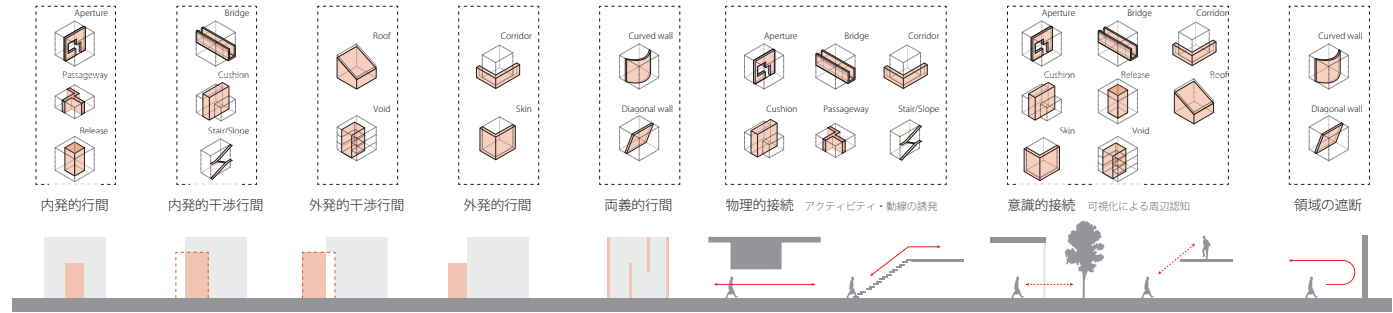 Aperture
Passageway
Release
内発的行間
Bridge
Cushion
Stair/Slope
内発的干渉行間
Roof
Void
外発的干渉行間
Corridor
Skin
外発的行間
Curved wall
Diagonal wall
両義的行間
Aperture Bridge Corridor
Cushion Passageway Stair/Slope
物理的接続 アクティビティ・動線の誘発
Aperture Bridge Corridor
Cushion Release Roof
Skin Void
意識的接続 可視化による周辺認知
Curved wall
Diagonal wall
領域の遮断